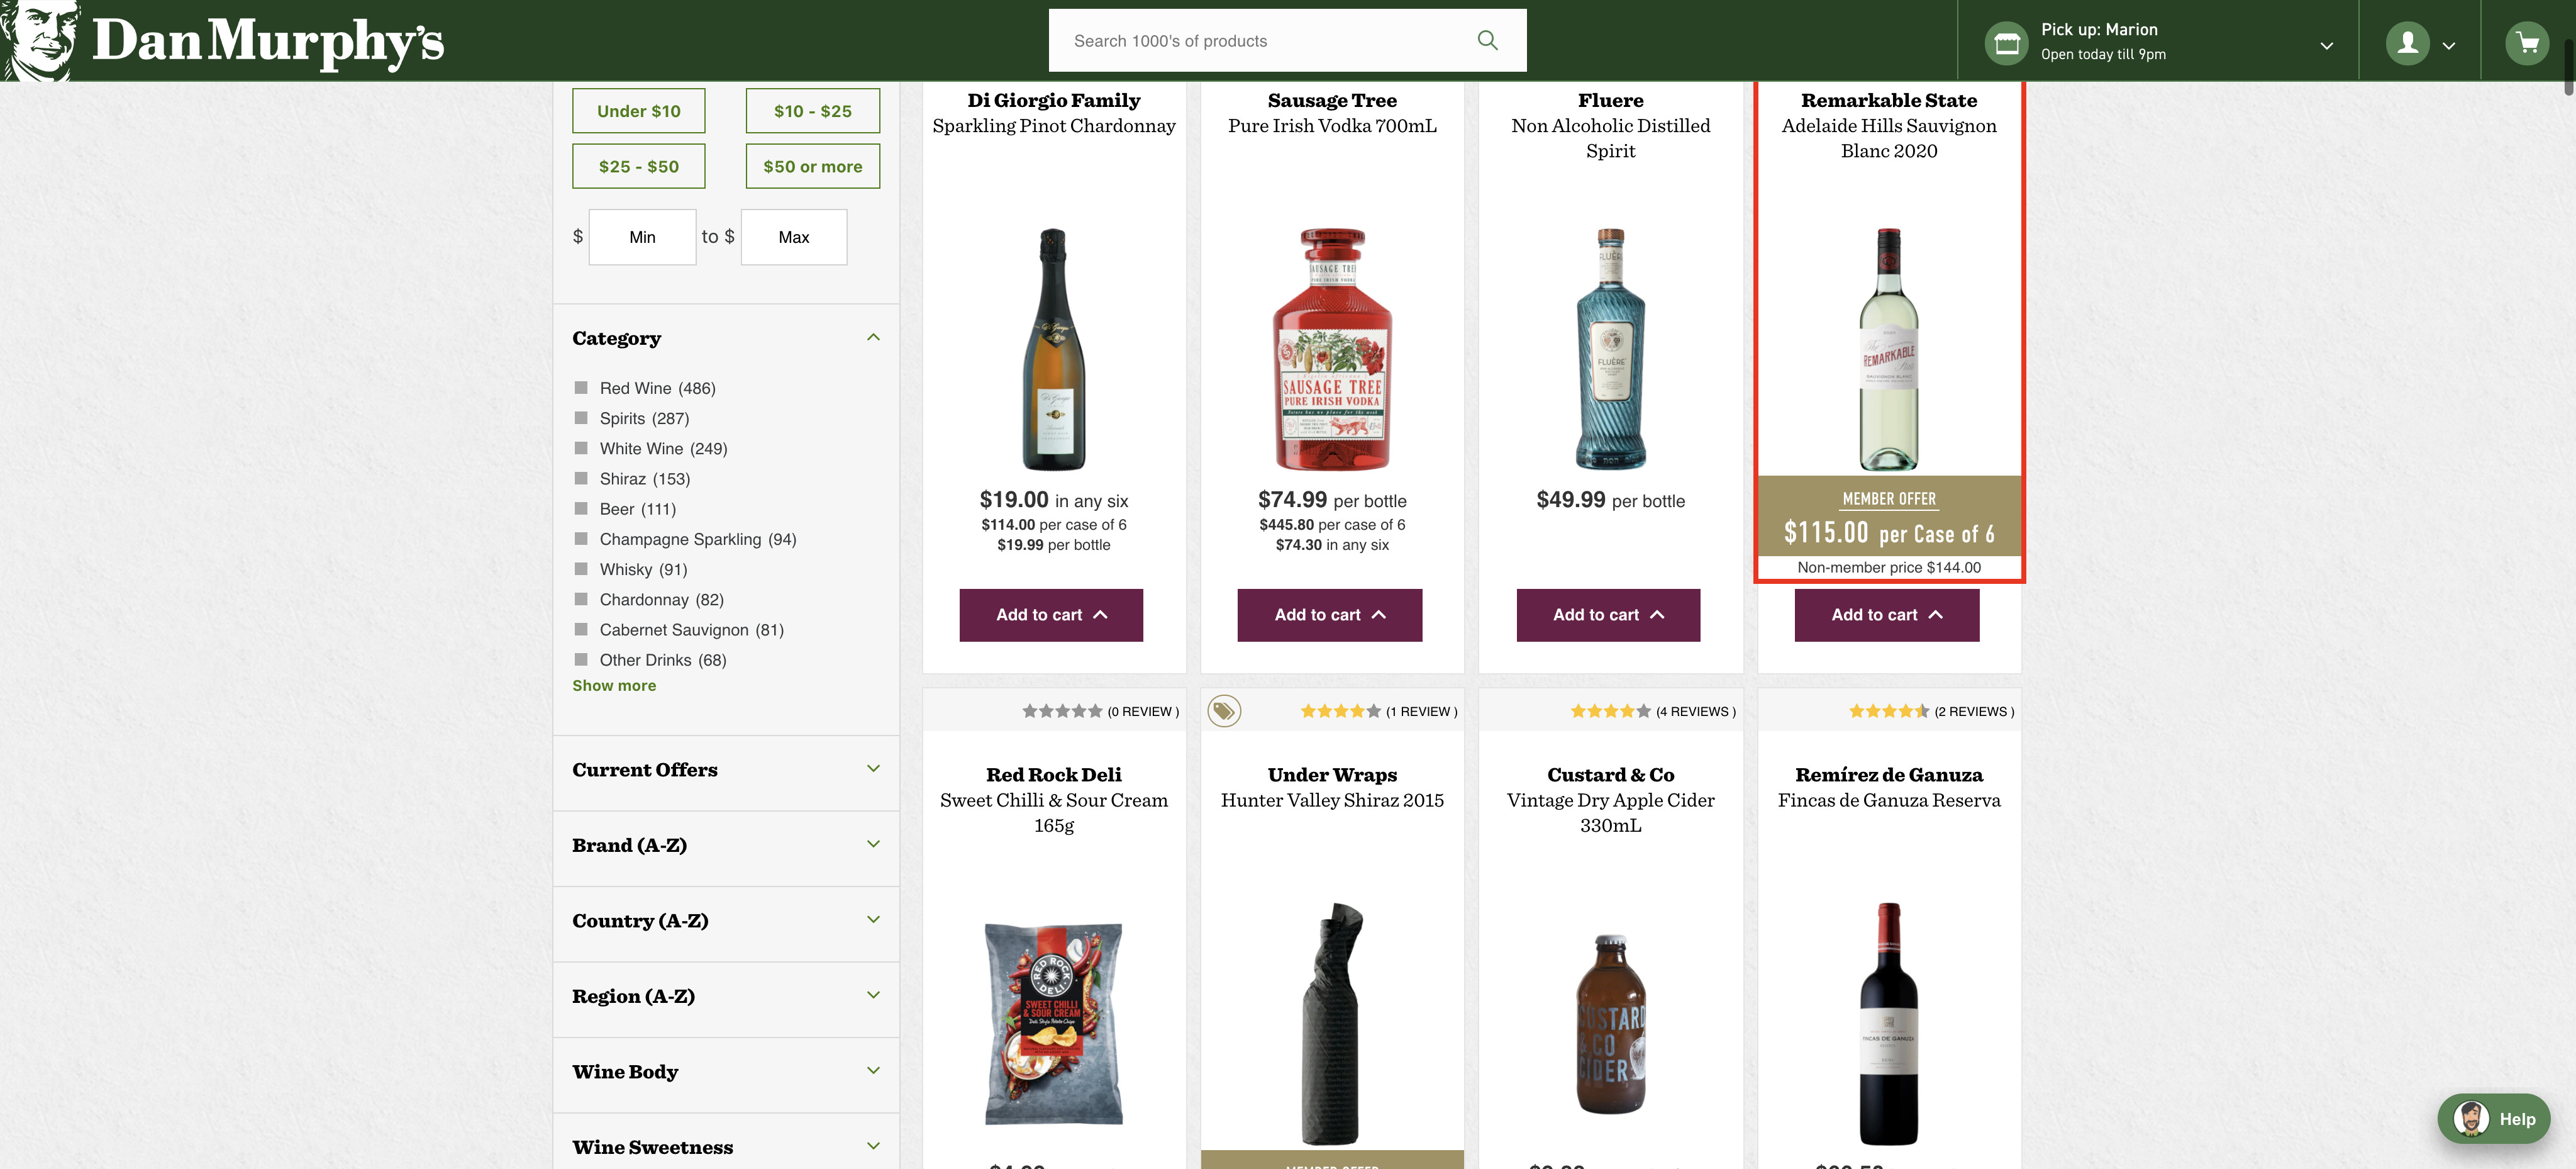 Dan Murphy's
Search 1000's of products
Pick up: Marion
Open today till 9pm
Under $10
$10 - $25
$25 - $50
$50 or more
$ Min to $ Max
Category
Red Wine (486)
Spirits (287)
White Wine (249)
Shiraz (153)
Beer (111)
Champagne Sparkling (94)
Whisky (91)
Chardonnay (82)
Cabernet Sauvignon (81)
Other Drinks (68)
Show more
Current Offers
Brand (A-Z)
Country (A-Z)
Region (A-Z)
Wine Body
Wine Sweetness
Di Giorgio Family
Sparkling Pinot Chardonnay
$19.00 in any six
$114.00 per case of 6
$19.99 per bottle
Add to cart
Sausage Tree
Pure Irish Vodka 700mL
SAUSAGE TREE
PURE IRISH VODKA
$74.99 per bottle
$445.80 per case of 6
$74.30 in any six
Add to cart
Fluere
Non Alcoholic Distilled
Spirit
FLUÈRE
$49.99 per bottle
Add to cart
Remarkable State
Adelaide Hills Sauvignon
Blanc 2020
The
REMARKABLE
State
SAUVIGNON BLANC
MEMBER OFFER
$115.00 per Case of 6
Non-member price $144.00
Add to cart
(0 REVIEW )
Red Rock Deli
Sweet Chilli & Sour Cream
165g
RED ROCK
DELI
SWEET CHILLI
& SOUR CREAM
(1 REVIEW )
Under Wraps
Hunter Valley Shiraz 2015
MEMBER OFFER
(4 REVIEWS )
Custard & Co
Vintage Dry Apple Cider
330mL
CUSTARD
& CO
CIDER
(2 REVIEWS )
Remírez de Ganuza
Fincas de Ganuza Reserva
FINCAS DE GANUZA
Help